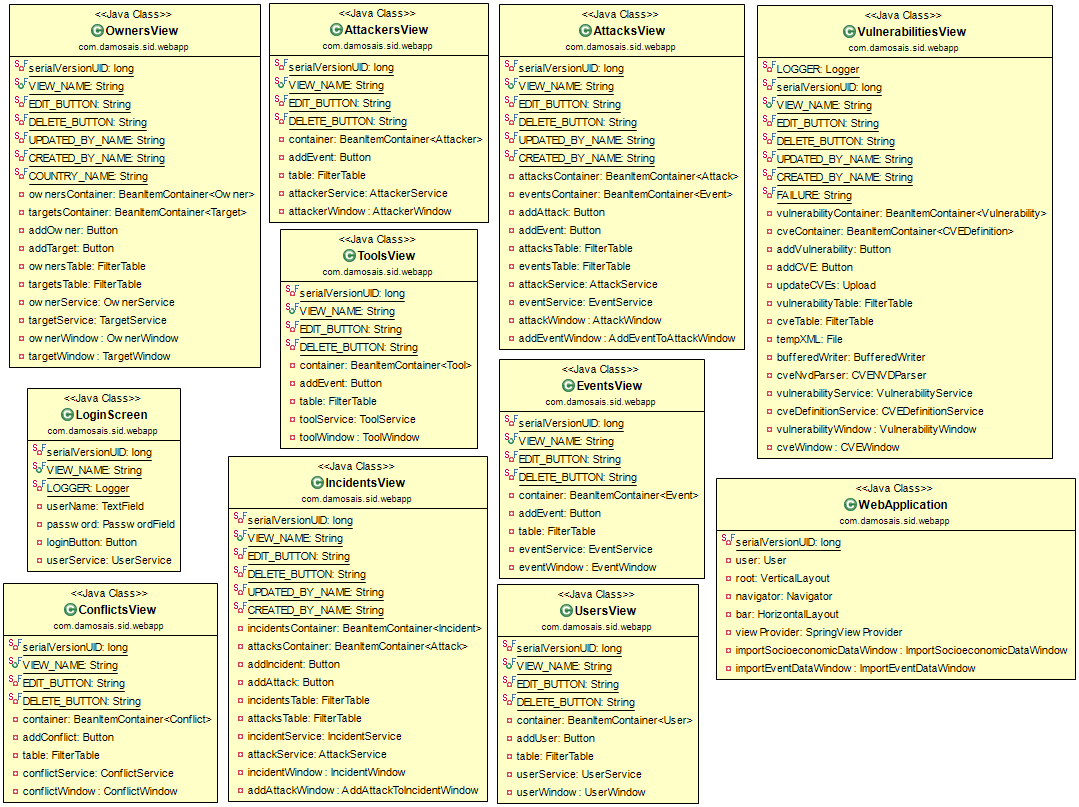 <<Java Class>>
OwnersView
com.damosais.sid.webapp
serialVersionUID: long
VIEW_NAME: String
EDIT_BUTTON: String
DELETE_BUTTON: String
UPDATED_BY_NAME: String
CREATED_BY_NAME: String
COUNTRY_NAME: String
ownersContainer: BeanItemContainer<Owner>
targetsContainer: BeanItemContainer<Target>
addOwner: Button
addTarget: Button
ownersTable: FilterTable
targetsTable: FilterTable
ownerService: OwnerService
targetService: TargetService
ownerWindow: OwnerWindow
targetWindow: TargetWindow
<<Java Class>>
AttackersView
com.damosais.sid.webapp
serialVersionUID: long
VIEW_NAME: String
EDIT_BUTTON: String
DELETE_BUTTON: String
container: BeanItemContainer<Attacker>
addEvent: Button
table: FilterTable
attackerService: AttackerService
attackerWindow: AttackerWindow
<<Java Class>>
AttacksView
com.damosais.sid.webapp
serialVersionUID: long
VIEW_NAME: String
EDIT_BUTTON: String
DELETE_BUTTON: String
UPDATED_BY_NAME: String
CREATED_BY_NAME: String
attacksContainer: BeanItemContainer<Attack>
eventsContainer: BeanItemContainer<Event>
addAttack: Button
addEvent: Button
attacksTable: FilterTable
eventsTable: FilterTable
attackService: AttackService
eventService: EventService
attackWindow: AttackWindow
addEventWindow: AddEventToAttackWindow
<<Java Class>>
VulnerabilitiesView
com.damosais.sid.webapp
LOGGER: Logger
serialVersionUID: long
VIEW_NAME: String
EDIT_BUTTON: String
DELETE_BUTTON: String
UPDATED_BY_NAME: String
CREATED_BY_NAME: String
FAILURE: String
vulnerabilityContainer: BeanItemContainer<Vulnerability>
cveContainer: BeanItemContainer<CVEDefinition>
addVulnerability: Button
addCVE: Button
updateCVEs: Upload
vulnerabilityTable: FilterTable
cveTable: FilterTable
tempXML: File
bufferedWriter: BufferedWriter
cveNvdParser: CVENVDParser
vulnerabilityService: VulnerabilityService
cveDefinitionService: CVEDefinitionService
vulnerabilityWindow: VulnerabilityWindow
cveWindow: CVEWindow
<<Java Class>>
ToolsView
com.damosais.sid.webapp
serialVersionUID: long
VIEW_NAME: String
EDIT_BUTTON: String
DELETE_BUTTON: String
container: BeanItemContainer<Tool>
addEvent: Button
table: FilterTable
toolService: ToolService
toolWindow: ToolWindow
<<Java Class>>
LoginScreen
com.damosais.sid.webapp
serialVersionUID: long
VIEW_NAME: String
LOGGER: Logger
userName: TextField
password: PasswordField
loginButton: Button
userService: UserService
<<Java Class>>
EventsView
com.damosais.sid.webapp
serialVersionUID: long
VIEW_NAME: String
EDIT_BUTTON: String
DELETE_BUTTON: String
container: BeanItemContainer<Event>
addEvent: Button
table: FilterTable
eventService: EventService
eventWindow: EventWindow
<<Java Class>>
IncidentsView
com.damosais.sid.webapp
serialVersionUID: long
VIEW_NAME: String
EDIT_BUTTON: String
DELETE_BUTTON: String
UPDATED_BY_NAME: String
CREATED_BY_NAME: String
incidentsContainer: BeanItemContainer<Incident>
attacksContainer: BeanItemContainer<Attack>
addIncident: Button
addAttack: Button
incidentsTable: FilterTable
attacksTable: FilterTable
incidentService: IncidentService
attackService: AttackService
incidentWindow: IncidentWindow
addAttackWindow: AddAttackToIncidentWindow
<<Java Class>>
WebApplication
com.damosais.sid.webapp
serialVersionUID: long
user: User
root: VerticalLayout
navigator: Navigator
bar: HorizontalLayout
viewProvider: SpringViewProvider
importSocioeconomicDataWindow: ImportSocioeconomicDataWindow
importEventDataWindow: ImportEventDataWindow
<<Java Class>>
ConflictsView
com.damosais.sid.webapp
serialVersionUID: long
VIEW_NAME: String
EDIT_BUTTON: String
DELETE_BUTTON: String
container: BeanItemContainer<Conflict>
addConflict: Button
table: FilterTable
conflictService: ConflictService
conflictWindow: ConflictWindow
<<Java Class>>
UsersView
com.damosais.sid.webapp
serialVersionUID: long
VIEW_NAME: String
EDIT_BUTTON: String
DELETE_BUTTON: String
container: BeanItemContainer<User>
addUser: Button
table: FilterTable
userService: UserService
userWindow: UserWindow